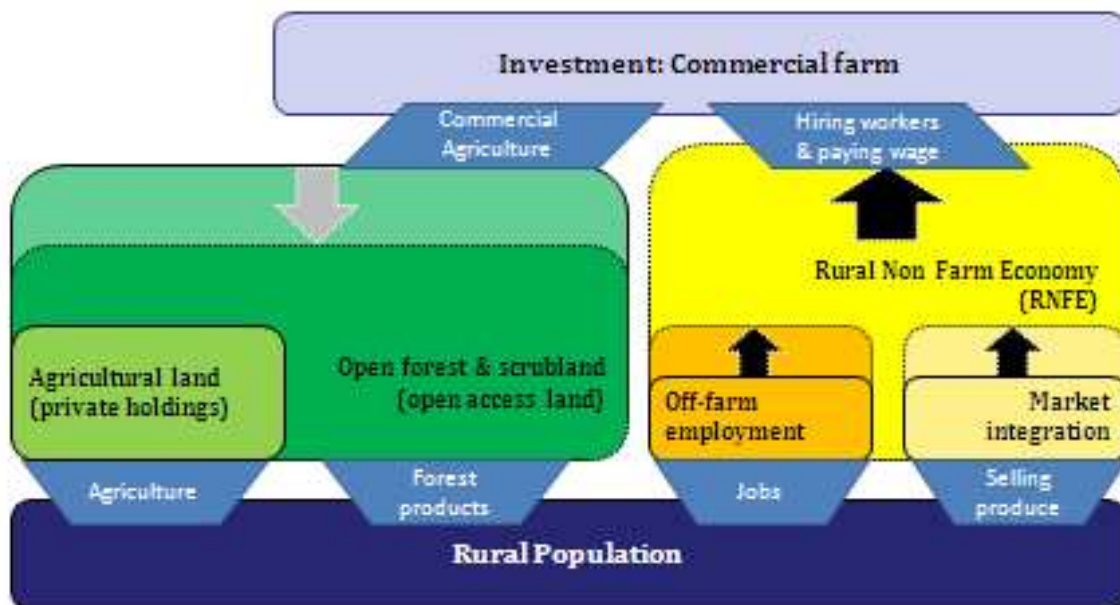 Investment: Commercial farm
Commercial
Agriculture
Hiring workers
& paying wage
Rural Non Farm Economy
(RNFE)
Agricultural land
(private holdings)
Open forest & scrubland
(open access land)
Off-farm
employment
Market
integration
Agriculture
Forest
products
Jobs
Selling
produce
Rural Population